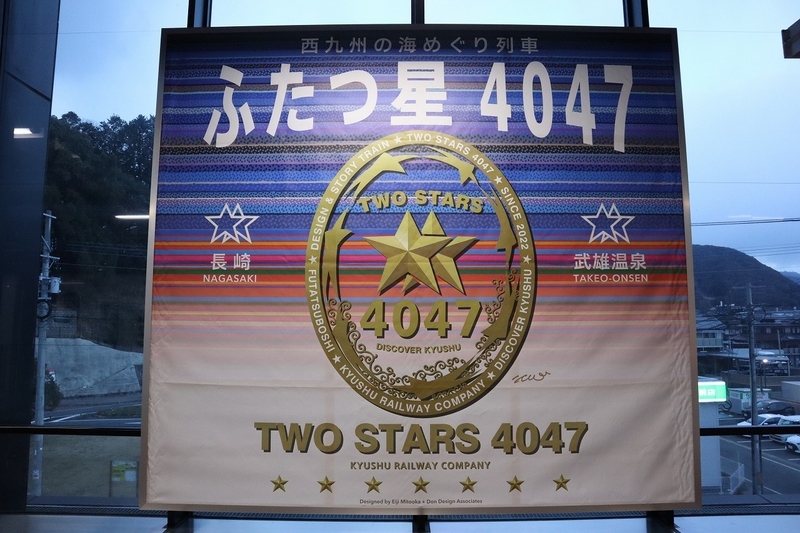 西九州の海めぐり列車
ふたつ星 4047
DESIGN & STORY TRAIN ★ TWO STARS 4047 ★ SINCE 2022 ★ DISCOVER KYUSHU ★ KYUSHU RAILWAY COMPANY ★ FUTATSUBOSHI ★
TWO STARS
4047
DISCOVER KYUSHU
長崎
NAGASAKI
武雄温泉
TAKEO-ONSEN
TWO STARS 4047
KYUSHU RAILWAY COMPANY
Designed by Eiji Mitooka + Don Design Associates